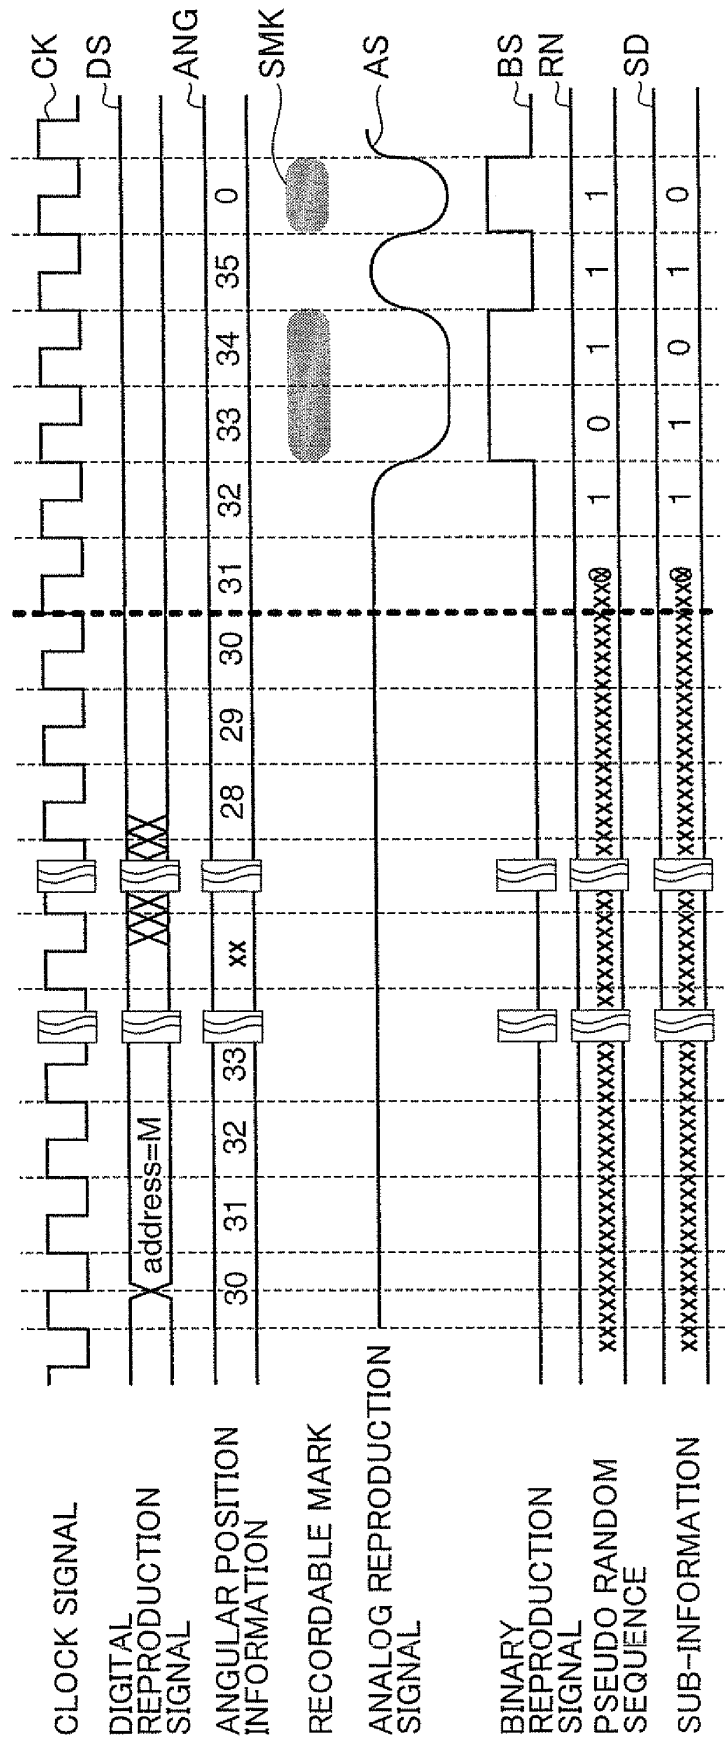 CLOCK SIGNAL
CK
DIGITAL
REPRODUCTION
SIGNAL
address=M
DS
ANGULAR POSITION
INFORMATION
30 31 32 33 xx 28 29 30 31 32 33 34 35 0
ANG
RECORDABLE MARK
SMK
ANALOG REPRODUCTION
SIGNAL
AS
BINARY
REPRODUCTION
SIGNAL
BS
PSEUDO RANDOM
SEQUENCE
1 0 1 1 1
RN
SUB-INFORMATION
1 1 0 1 0
SD